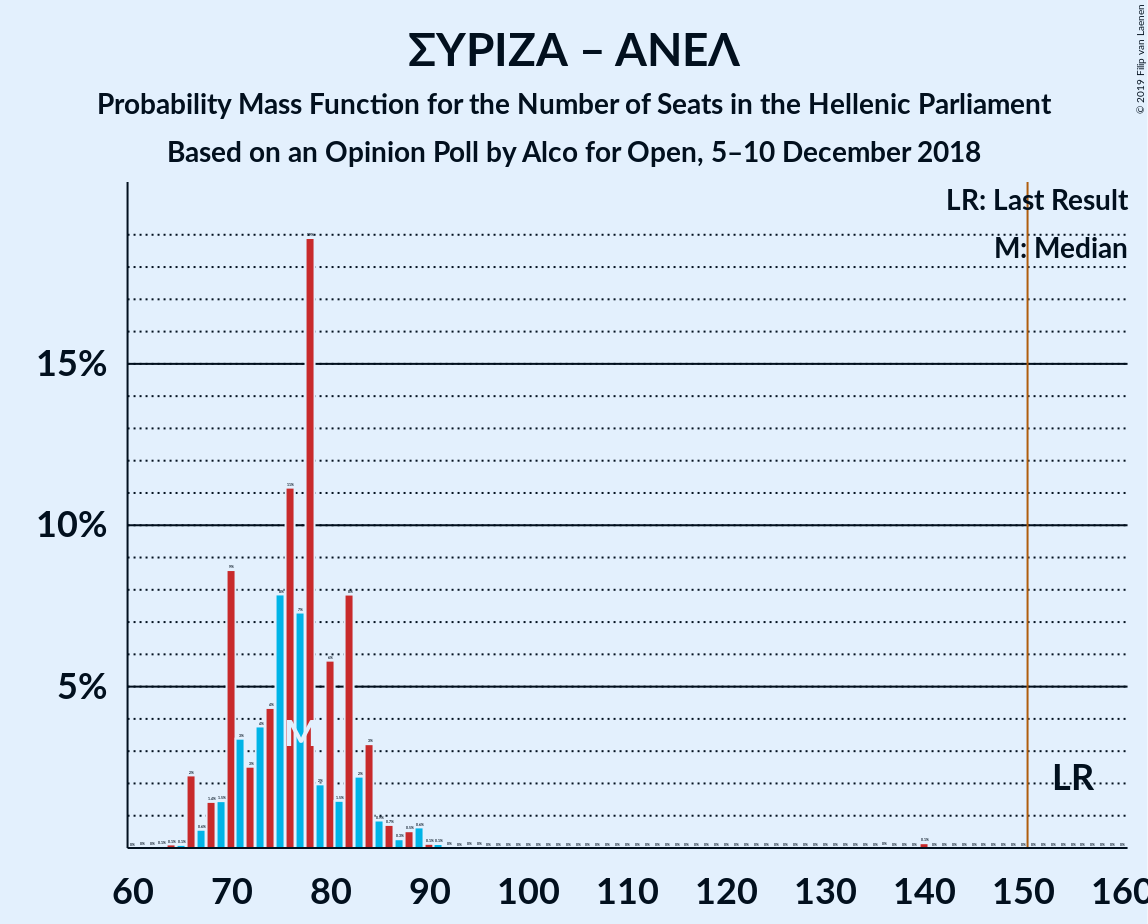 ΣΥΡΙΖΑ – ΑΝΕΛ
Probability Mass Function for the Number of Seats in the Hellenic Parliament
Based on an Opinion Poll by Alco for Open, 5–10 December 2018
© 2019 Filip van Laenen
LR: Last Result
M: Median
15%
10%
5%
M
LR
60 70 80 90 100 110 120 130 140 150 160